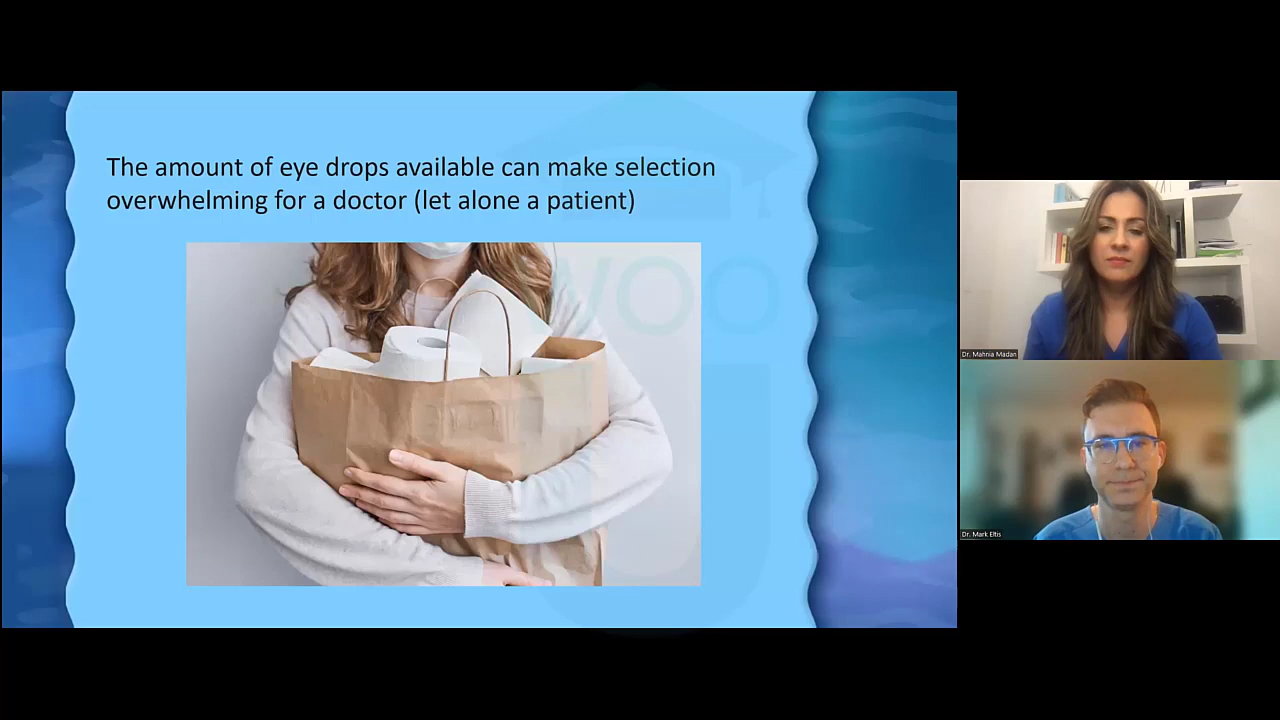 The amount of eye drops available can make selection
overwhelming for a doctor (let alone a patient)
WOO
U
Dr. Mahnia Madan
Dr. Mark Eltis